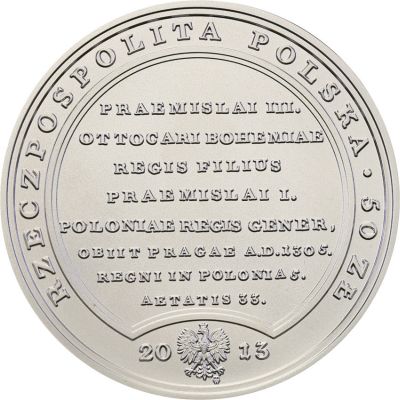 RZECZPOSPOLITA POLSKA · 50 ZŁ
PRAEMISLAI III.
OTTOCARI BOHEMIAE
REGIS FILIUS
PRAEMISLAI I.
POLONIAE REGIS GENER,
OBIIT PRAGAE A.D. 1305.
REGNI IN POLONIA 5.
AETATIS 33.
20 13